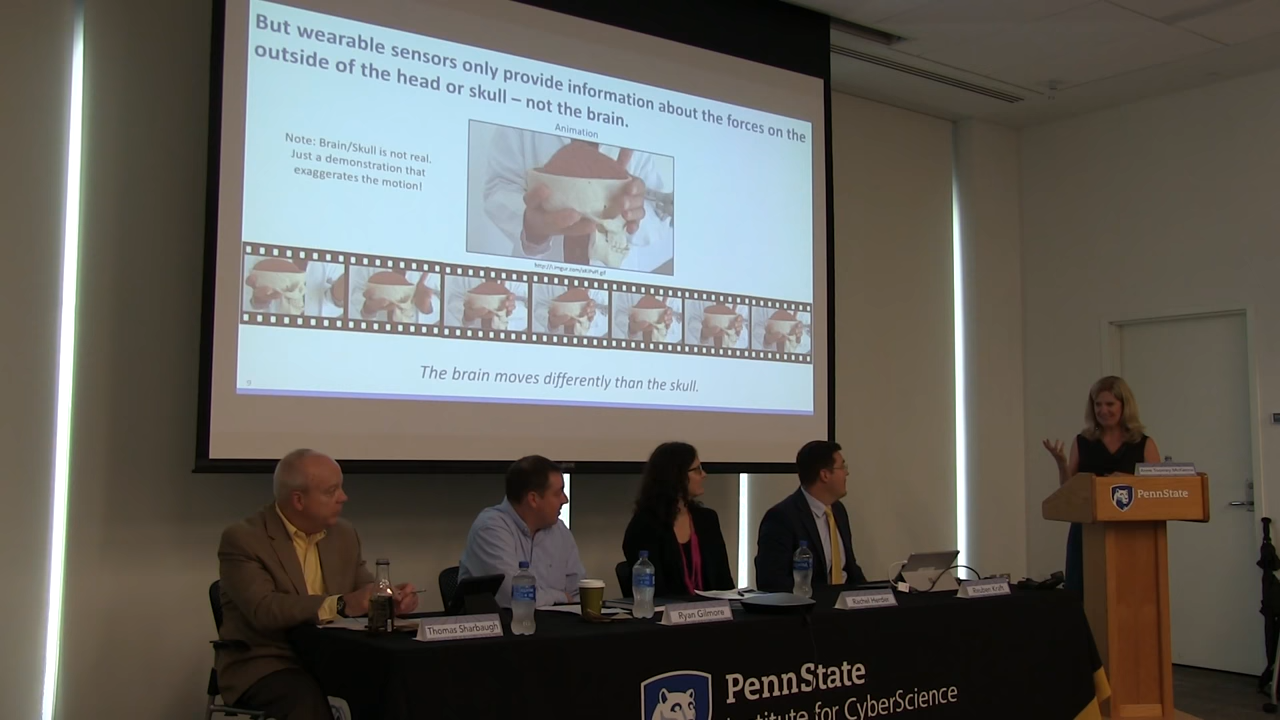 But wearable sensors only provide information about the forces on the
outside of the head or skull – not the brain.
Animation
Note: Brain/Skull is not real.
Just a demonstration that
exaggerates the motion!
The brain moves differently than the skull.
9
PennState
Thomas Sharbaugh
Ryan Gilmore
Rachel Herder
Reuben Kraft
PennState
Institute for CyberScience